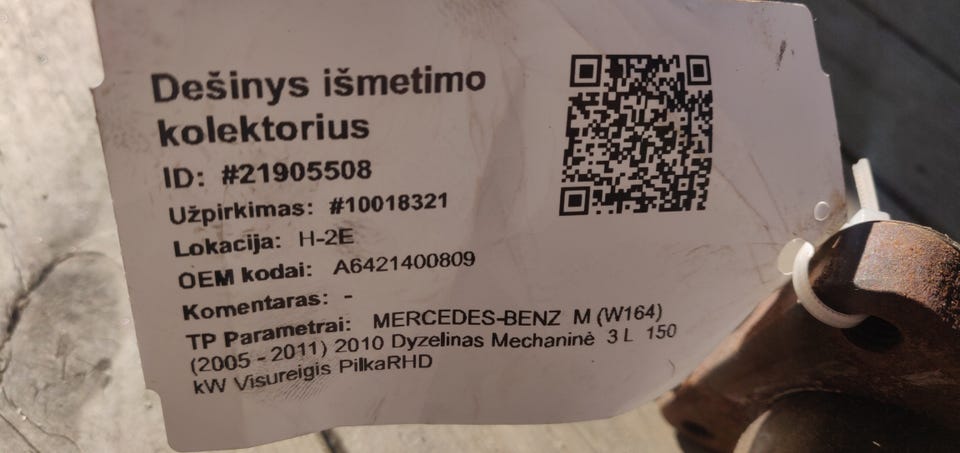 Dešinys išmetimo
kolektorius
ID: #21905508
Užpirkimas: #10018321
Lokacija: H-2E
OEM kodai: A6421400809
Komentaras: -
TP Parametrai: MERCEDES-BENZ M (W164)
(2005 - 2011) 2010 Dyzelinas Mechaninė 3 L 150
kW Visureigis PilkaRHD